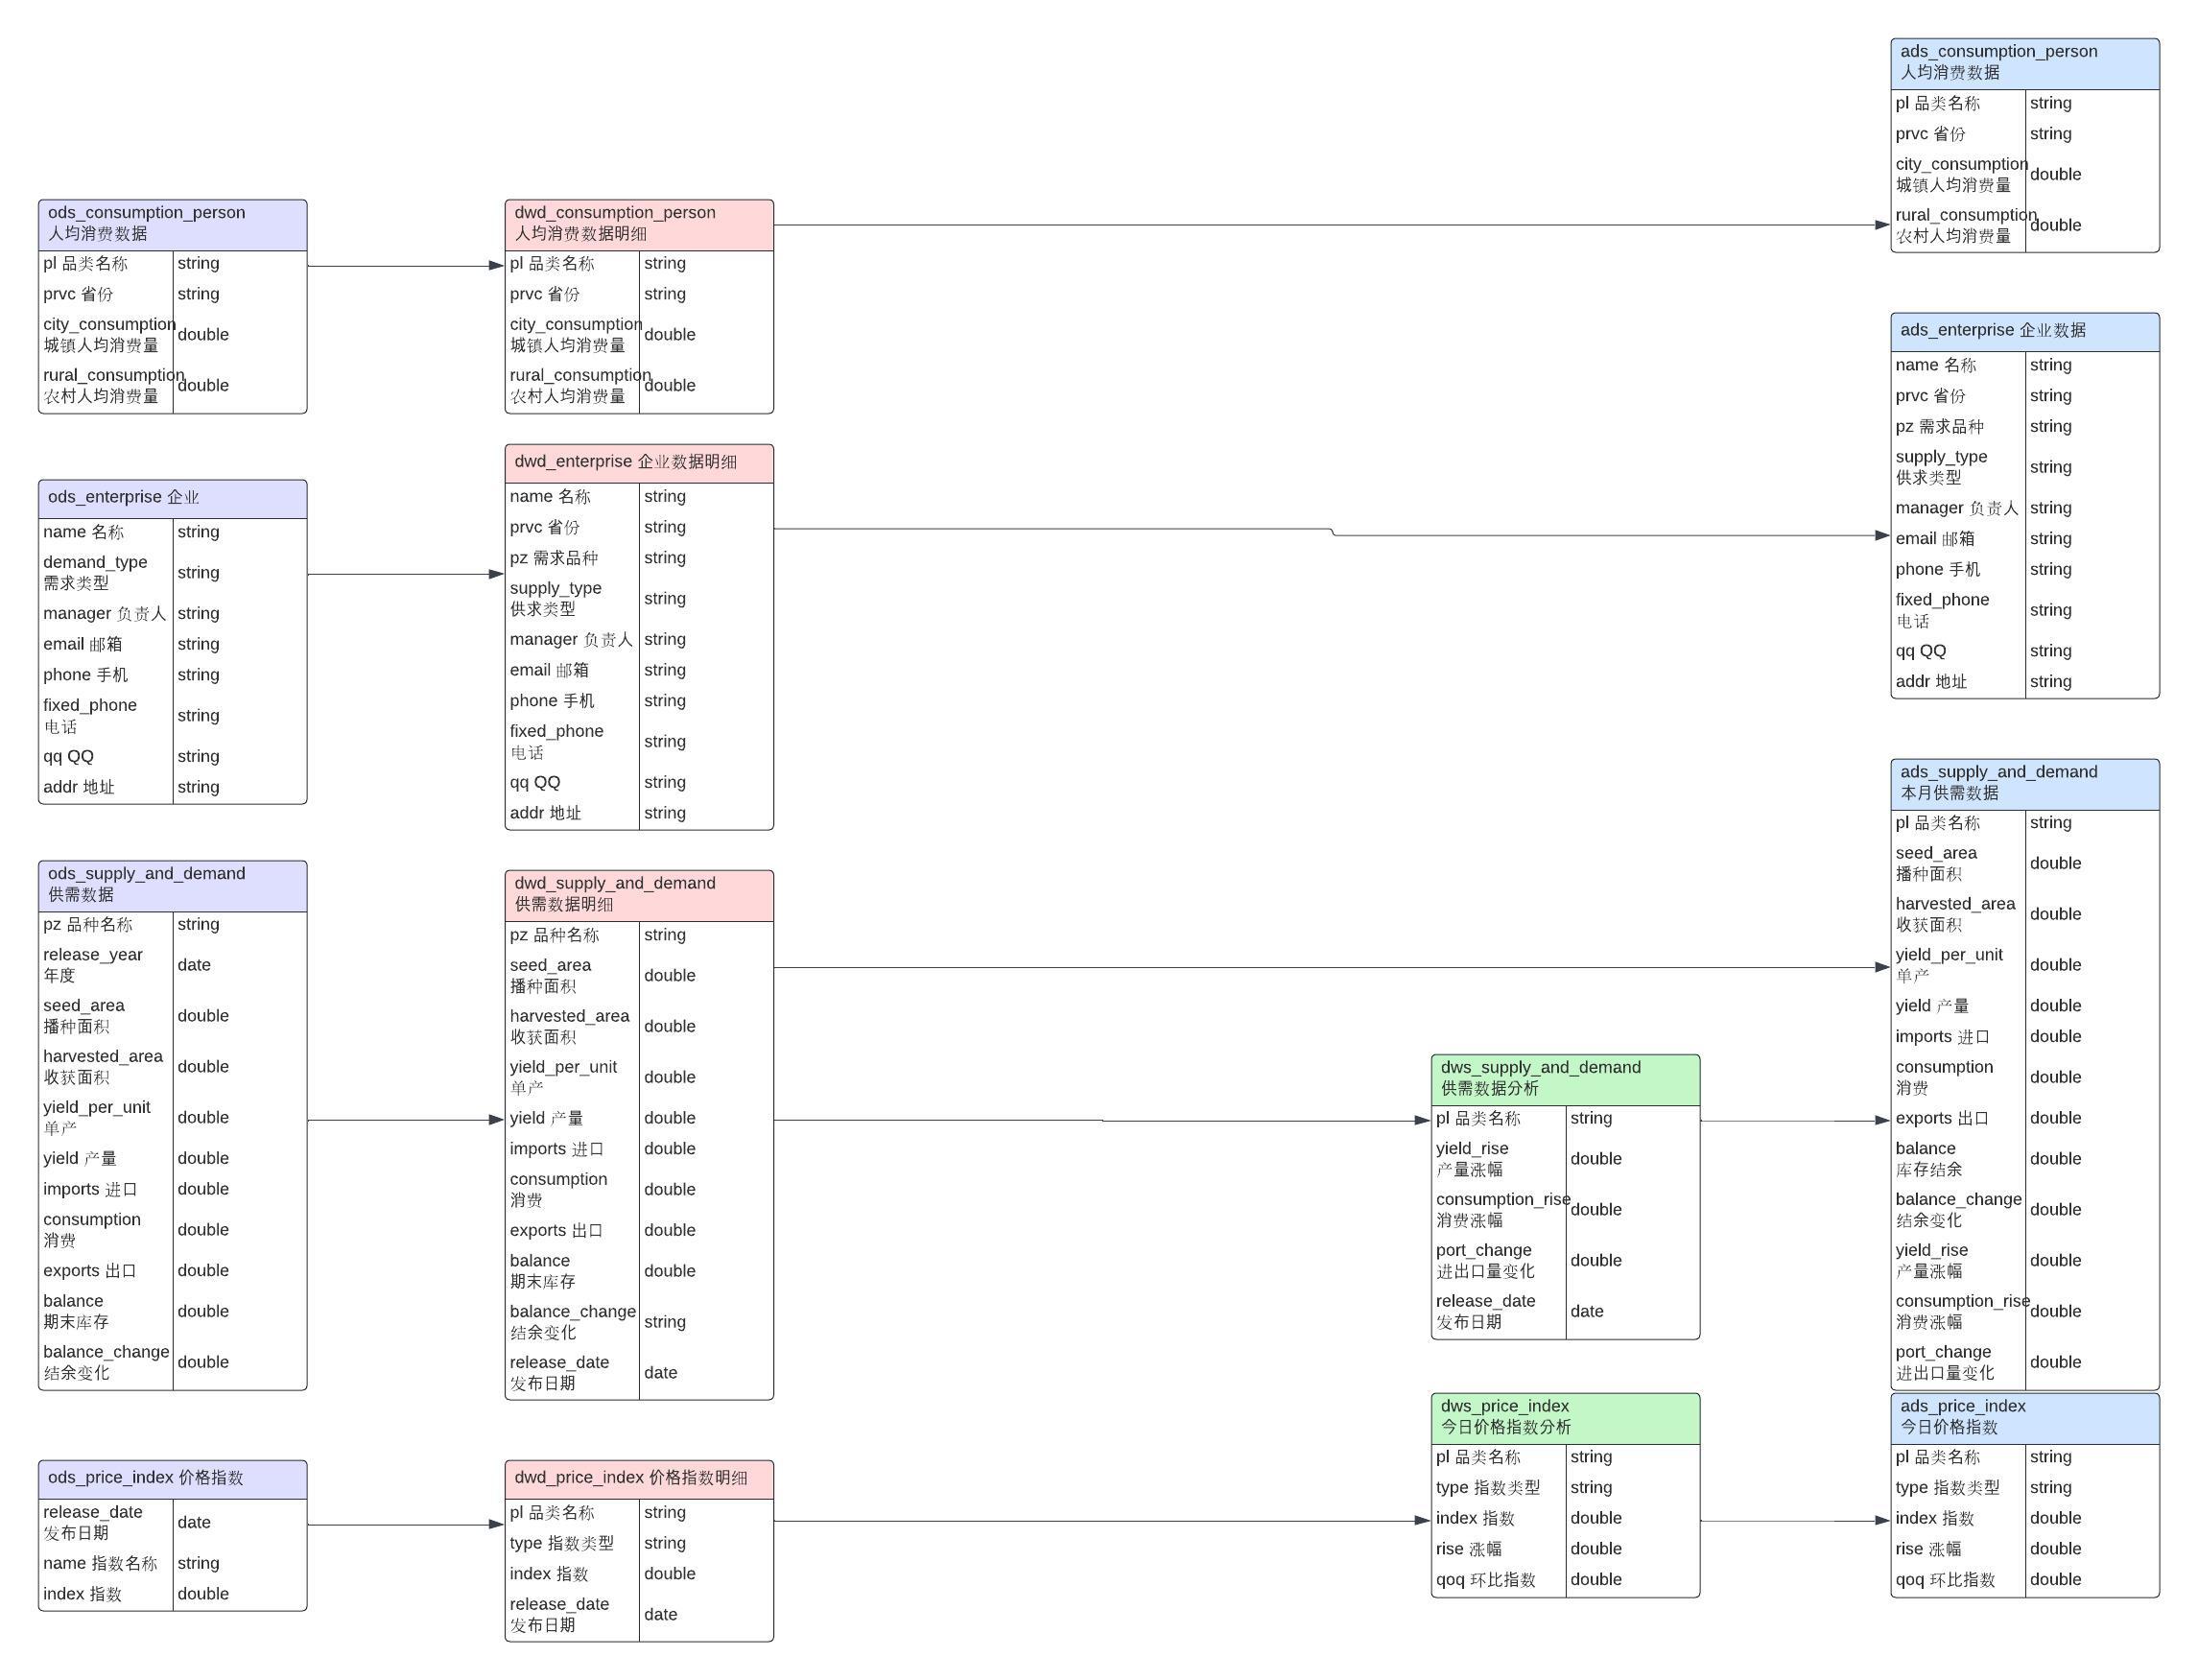 ods_consumption_person
人均消费数据
pl 品类名称 string
prvc 省份 string
city_consumption
城镇人均消费量
double
rural_consumption
农村人均消费量
double
ods_enterprise 企业
name 名称 string
demand_type
需求类型
string
manager 负责人 string
email 邮箱 string
phone 手机 string
fixed_phone
电话
string
qq QQ string
addr 地址 string
ods_supply_and_demand
供需数据
pz 品种名称 string
release_year
年度
date
seed_area
播种面积
double
harvested_area
收获面积
double
yield_per_unit
单产
double
yield 产量 double
imports 进口 double
consumption
消费
double
exports 出口 double
balance
期末库存
double
balance_change
结余变化
double
ods_price_index 价格指数
release_date
发布日期
date
name 指数名称 string
index 指数 double
dwd_consumption_person
人均消费数据明细
pl 品类名称 string
prvc 省份 string
city_consumption
城镇人均消费量
double
rural_consumption
农村人均消费量
double
dwd_enterprise 企业数据明细
name 名称 string
prvc 省份 string
pz 需求品种 string
supply_type
供求类型
string
manager 负责人 string
email 邮箱 string
phone 手机 string
fixed_phone
电话
string
qq QQ string
addr 地址 string
dwd_supply_and_demand
供需数据明细
pz 品种名称 string
seed_area
播种面积
double
harvested_area
收获面积
double
yield_per_unit
单产
double
yield 产量 double
imports 进口 double
consumption
消费
double
exports 出口 double
balance
期末库存
double
balance_change
结余变化
string
release_date
发布日期
date
dwd_price_index 价格指数明细
pl 品类名称 string
type 指数类型 string
index 指数 double
release_date
发布日期
date
dws_supply_and_demand
供需数据分析
pl 品类名称 string
yield_rise
产量涨幅
double
consumption_rise
消费涨幅
double
port_change
进出口量变化
double
release_date
发布日期
date
dws_price_index
今日价格指数分析
pl 品类名称 string
type 指数类型 string
index 指数 double
rise 涨幅 double
qoq 环比指数 double
ads_consumption_person
人均消费数据
pl 品类名称 string
prvc 省份 string
city_consumption
城镇人均消费量
double
rural_consumption
农村人均消费量
double
ads_enterprise 企业数据
name 名称 string
prvc 省份 string
pz 需求品种 string
supply_type
供求类型
string
manager 负责人 string
email 邮箱 string
phone 手机 string
fixed_phone
电话
string
qq QQ string
addr 地址 string
ads_supply_and_demand
本月供需数据
pl 品类名称 string
seed_area
播种面积
double
harvested_area
收获面积
double
yield_per_unit
单产
double
yield 产量 double
imports 进口 double
consumption
消费
double
exports 出口 double
balance
库存结余
double
balance_change
结余变化
double
yield_rise
产量涨幅
double
consumption_rise
消费涨幅
double
port_change
进出口量变化
double
ads_price_index
今日价格指数
pl 品类名称 string
type 指数类型 string
index 指数 double
rise 涨幅 double
qoq 环比指数 double